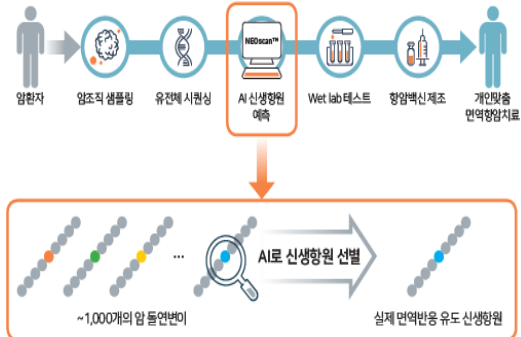 NEOscan™
암환자
암조직 샘플링
유전체 시퀀싱
AI 신생항원
예측
Wet lab 테스트
항암백신 제조
개인맞춤
면역항암치료
...
AI로 신생항원 선별
~1,000개의 암 돌연변이
실제 면역반응 유도 신생항원